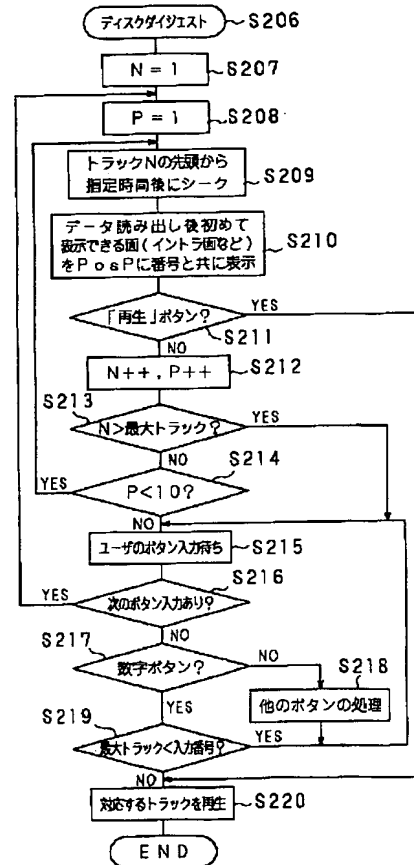 ディスクダイジェスト
S206
N = 1
S207
P = 1
S208
トラックNの先頭から
指定時間後にシーク
S209
データ読み出し後初めて
表示できる画(イントラ画など)
をPosPに番号と共に表示
S210
「再生」ボタン?
YES
S211
NO
N++, P++
S212
S213
N>最大トラック?
YES
NO
S214
P<10?
YES
NO
ユーザのボタン入力待ち
S215
S216
次のボタン入力あり?
YES
NO
S217
数字ボタン?
NO
S218
他のボタンの処理
YES
S219
最大トラック<入力番号?
YES
NO
対応するトラックを再生
S220
END